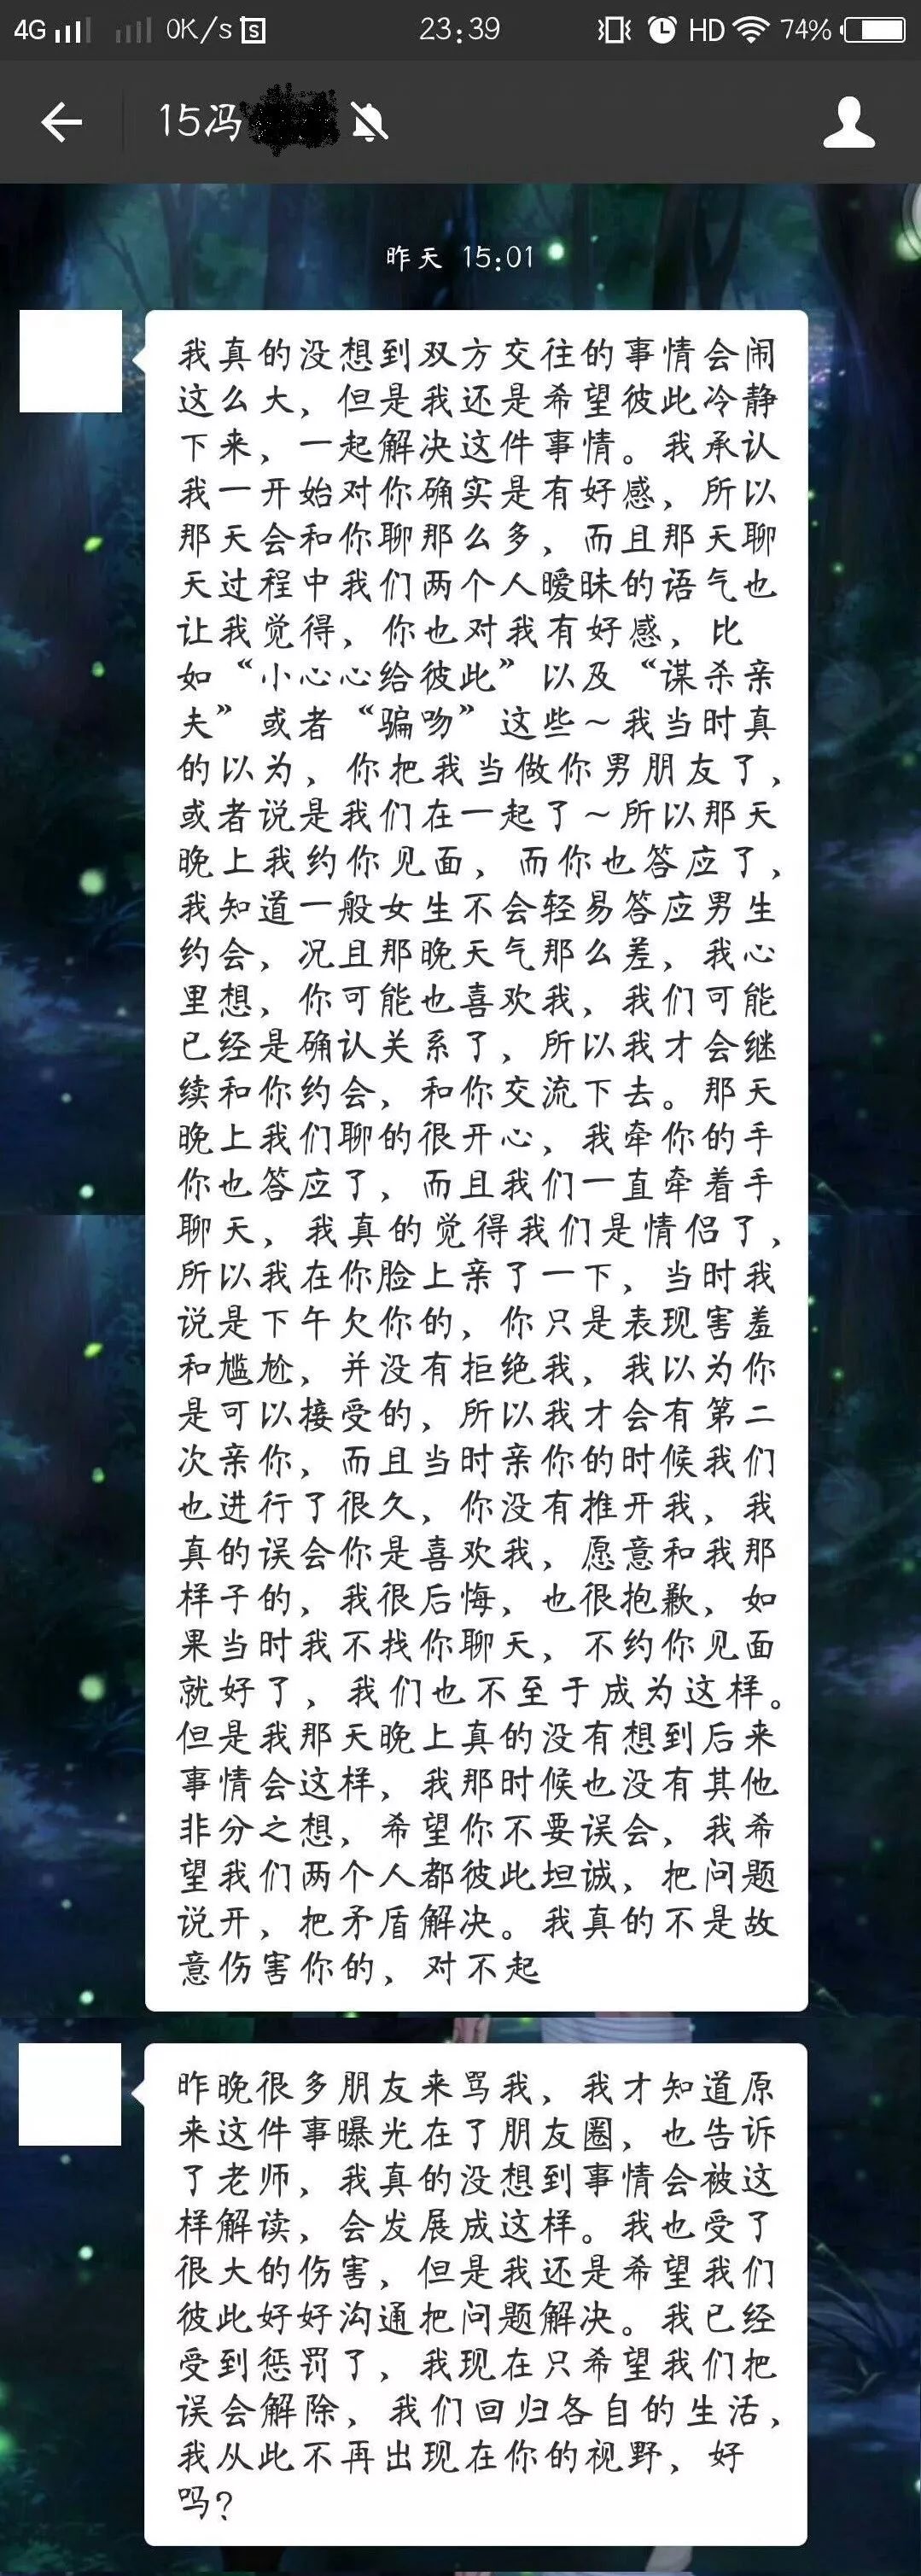 4G 0K/s S 23:39 HD 74%
15冯
昨天 15:01
我真的没想到双方交往的事情会闹
这么大，但是我还是希望彼此冷静
下来，一起解决这件事情。我承认
我一开始对你确实是有好感，所以
那天会和你聊那么多，而且那天聊
天过程中我们两个人暧昧的语气也
让我觉得，你也对我有好感，比
如“小心心给彼此”以及“谋杀亲
夫”或者“骗吻”这些～我当时真
的以为，你把我当做你男朋友了，
或者说是我们在一起了～所以那天
晚上我约你见面，而你也答应了，
我知道一般女生不会轻易答应男生
约会，况且那晚天气那么差，我心
里想，你可能也喜欢我，我们可能
已经是确认关系了，所以我才会继
续和你约会，和你交流下去。那天
晚上我们聊的很开心，我牵你的手
你也答应了，而且我们一直牵着手
聊天，我真的觉得我们是情侣了，
所以我在你脸上亲了一下，当时我
说是下午欠你的，你只是表现害羞
和尴尬，并没有拒绝我，我以为你
是可以接受的，所以我才会有第二
次亲你，而且当时亲你的时候我们
也进行了很久，你没有推开我，我
真的误会你是喜欢我，愿意和我那
样子的，我很后悔，也很抱歉，如
果当时我不找你聊天，不约你见面
就好了，我们也不至于成为这样。
但是我那天晚上真的没有想到后来
事情会这样，我那时候也没有其他
非分之想，希望你不要误会，我希
望我们两个人都彼此坦诚，把问题
说开，把矛盾解决。我真的不是故
意伤害你的，对不起
昨晚很多朋友来骂我，我才知道原
来这件事曝光在了朋友圈，也告诉
了老师，我真的没想到事情会被这
样解读，会发展成这样。我也受了
很大的伤害，但是我还是希望我们
彼此好好沟通把问题解决。我已经
受到惩罚了，我现在只希望我们把
误会解除，我们回归各自的生活，
我从此不再出现在你的视野，好
吗？